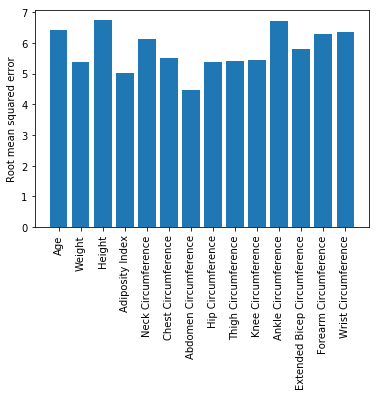 7
6
5
4
3
2
1
0
Root mean squared error
Age
Weight
Height
Adiposity Index
Neck Circumference
Chest Circumference
Abdomen Circumference
Hip Circumference
Thigh Circumference
Knee Circumference
Ankle Circumference
Extended Bicep Circumference
Forearm Circumference
Wrist Circumference